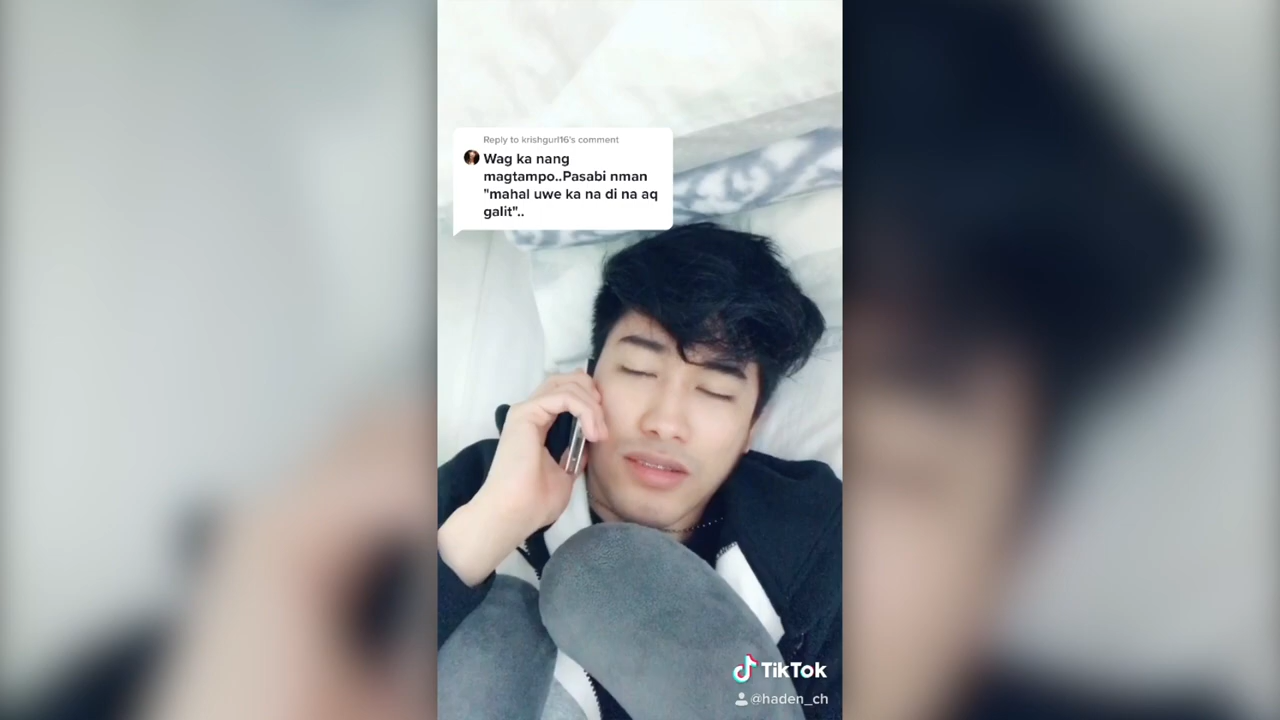 Reply to krishgurl16's comment
Wag ka nang
magtampo..Pasabi nman
"mahal uwe ka na di na aq
galit"..
TikTok
@haden_ch